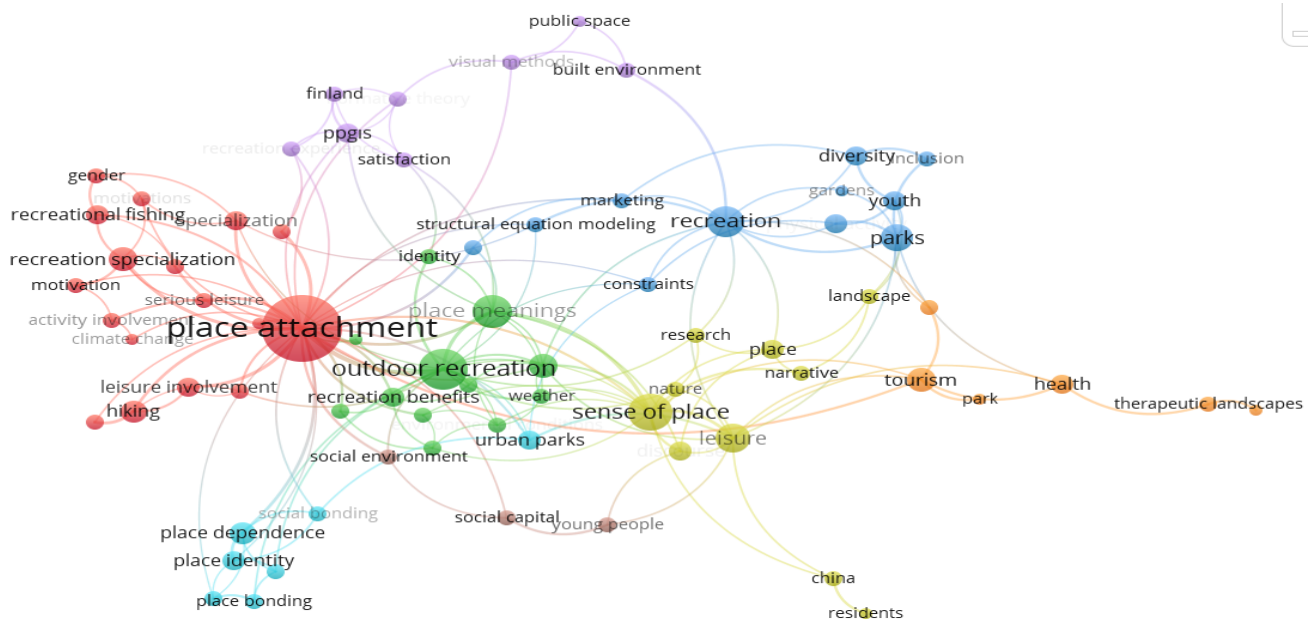 public space
visual methods
built environment
finland
theory
ppgis
recreation experience
satisfaction
diversity
inclusion
gender
motivations
gardens
youth
marketing
recreational fishing
specialization
structural equation modeling
recreation
parks
identity
recreation specialization
motivation
constraints
landscape
serious leisure
place meanings
activity involvement
place attachment
climate change
research
place
outdoor recreation
narrative
tourism
health
leisure involvement
nature
recreation benefits
weather
park
therapeutic landscapes
hiking
sense of place
urban parks
leisure
discourse
social environment
social bonding
social capital
young people
place dependence
place identity
china
place bonding
residents